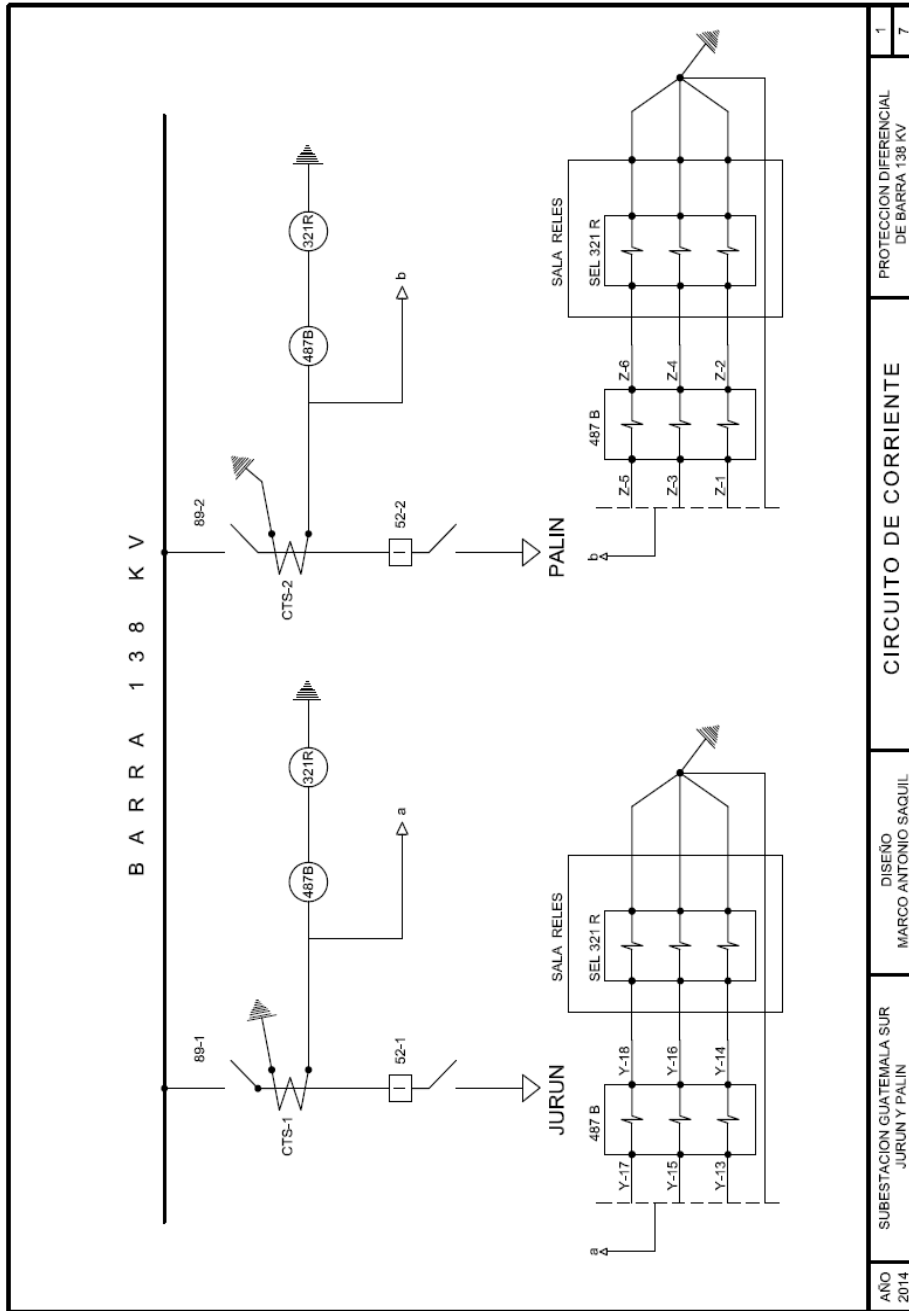 BARRA 138 KV
89-1
CTS-1
52-1
JURUN
487B
321R
a
89-2
CTS-2
52-2
PALIN
487B
321R
b
a
Y-17
Y-15
Y-13
487 B
Y-18
Y-16
Y-14
SALA RELES
SEL 321 R
b
Z-5
Z-3
Z-1
487 B
Z-6
Z-4
Z-2
SALA RELES
SEL 321 R
AÑO
2014
SUBESTACION GUATEMALA SUR
JURUN Y PALIN
DISEÑO
MARCO ANTONIO SAQUIL
CIRCUITO DE CORRIENTE
PROTECCION DIFERENCIAL
DE BARRA 138 KV
1
7